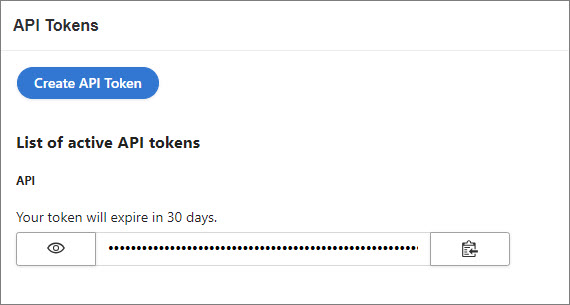 API Tokens
Create API Token
List of active API tokens
API
Your token will expire in 30 days.